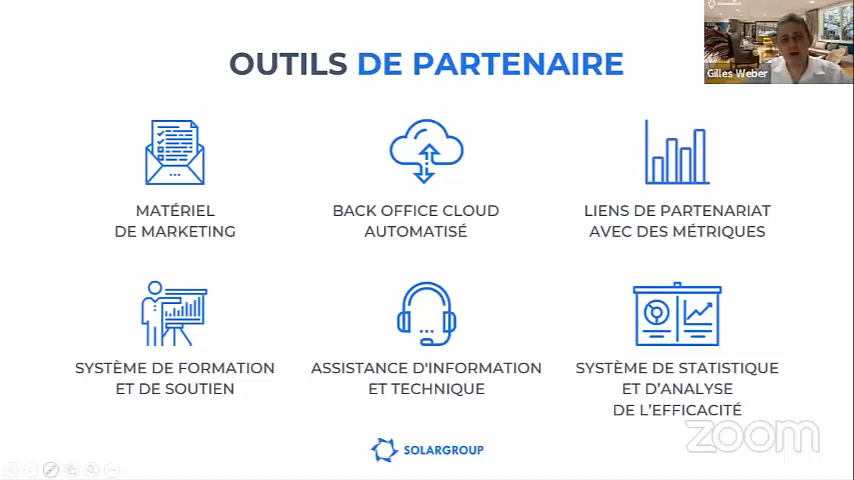 SOLARGROUP
Gilles Weber
OUTILS DE PARTENAIRE
MATÉRIEL
DE MARKETING
BACK OFFICE CLOUD
AUTOMATISÉ
LIENS DE PARTENARIAT
AVEC DES MÉTRIQUES
SYSTÈME DE FORMATION
ET DE SOUTIEN
ASSISTANCE D'INFORMATION
ET TECHNIQUE
SYSTÈME DE STATISTIQUE
ET D’ANALYSE
DE L’EFFICACITÉ
SOLARGROUP
zoom